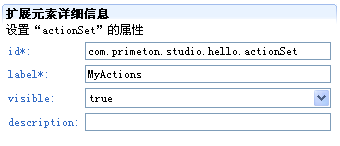 扩展元素详细信息
设置“actionSet”的属性
id*: com.primeton.studio.hello.actionSet
label*: MyActions
visible: true
description: